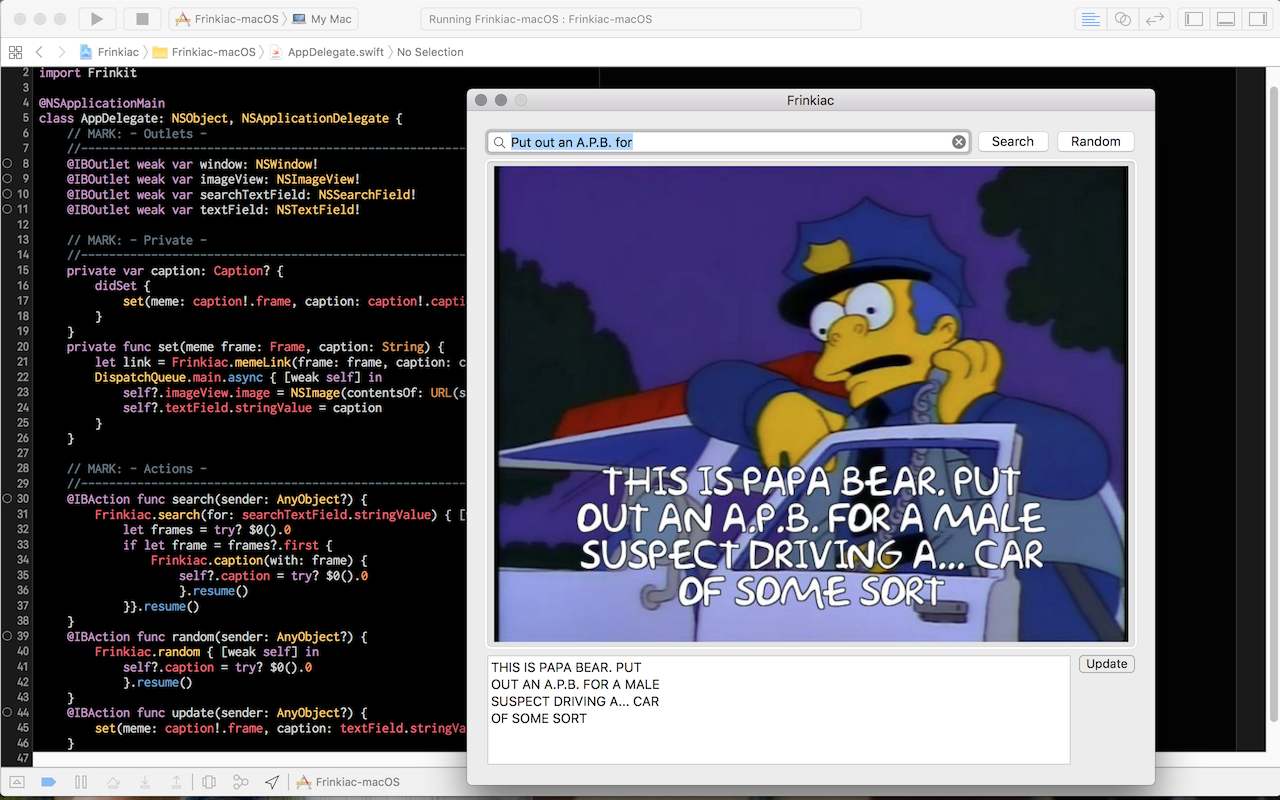 Frinkiac-macOS
My Mac
Running Frinkiac-macOS : Frinkiac-macOS
Frinkiac
Frinkiac-macOS
AppDelegate.swift
No Selection
2 import Frinkit
3
4 @NSApplicationMain
5 class AppDelegate: NSObject, NSApplicationDelegate {
6 // MARK: - Outlets -
7 //--------------------------------------------------------
8 @IBOutlet weak var window: NSWindow!
9 @IBOutlet weak var imageView: NSImageView!
10 @IBOutlet weak var searchTextField: NSSearchField!
11 @IBOutlet weak var textField: NSTextField!
12
13 // MARK: - Private -
14 //--------------------------------------------------------
15 private var caption: Caption? {
16 didSet {
17 set(meme: caption!.frame, caption: caption!.capti
18 }
19 }
20 private func set(meme frame: Frame, caption: String) {
21 let link = Frinkiac.memeLink(frame: frame, caption: c
22 DispatchQueue.main.async { [weak self] in
23 self?.imageView.image = NSImage(contentsOf: URL(s
24 self?.textField.stringValue = caption
25 }
26 }
27
28 // MARK: - Actions -
29 //--------------------------------------------------------
30 @IBAction func search(sender: AnyObject?) {
31 Frinkiac.search(for: searchTextField.stringValue) { [
32 let frames = try? $0().0
33 if let frame = frames?.first {
34 Frinkiac.caption(with: frame) {
35 self?.caption = try? $0().0
36 }.resume()
37 }}.resume()
38 }
39 @IBAction func random(sender: AnyObject?) {
40 Frinkiac.random { [weak self] in
41 self?.caption = try? $0().0
42 }.resume()
43 }
44 @IBAction func update(sender: AnyObject?) {
45 set(meme: caption!.frame, caption: textField.stringVa
46 }
47
Frinkiac
Put out an A.P.B. for
Search
Random
THIS IS PAPA BEAR. PUT
OUT AN A.P.B. FOR A MALE
SUSPECT DRIVING A... CAR
OF SOME SORT
THIS IS PAPA BEAR. PUT
OUT AN A.P.B. FOR A MALE
SUSPECT DRIVING A... CAR
OF SOME SORT
Update
Frinkiac-macOS